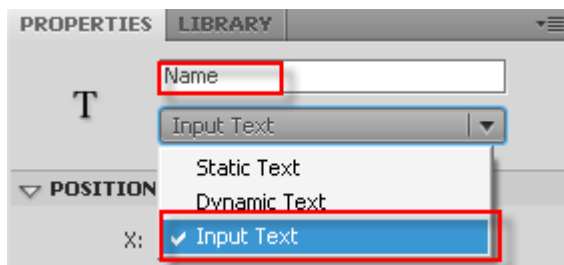 PROPERTIES LIBRARY
Name
T
Input Text
Static Text
POSITION Dynamic Text
X: Input Text